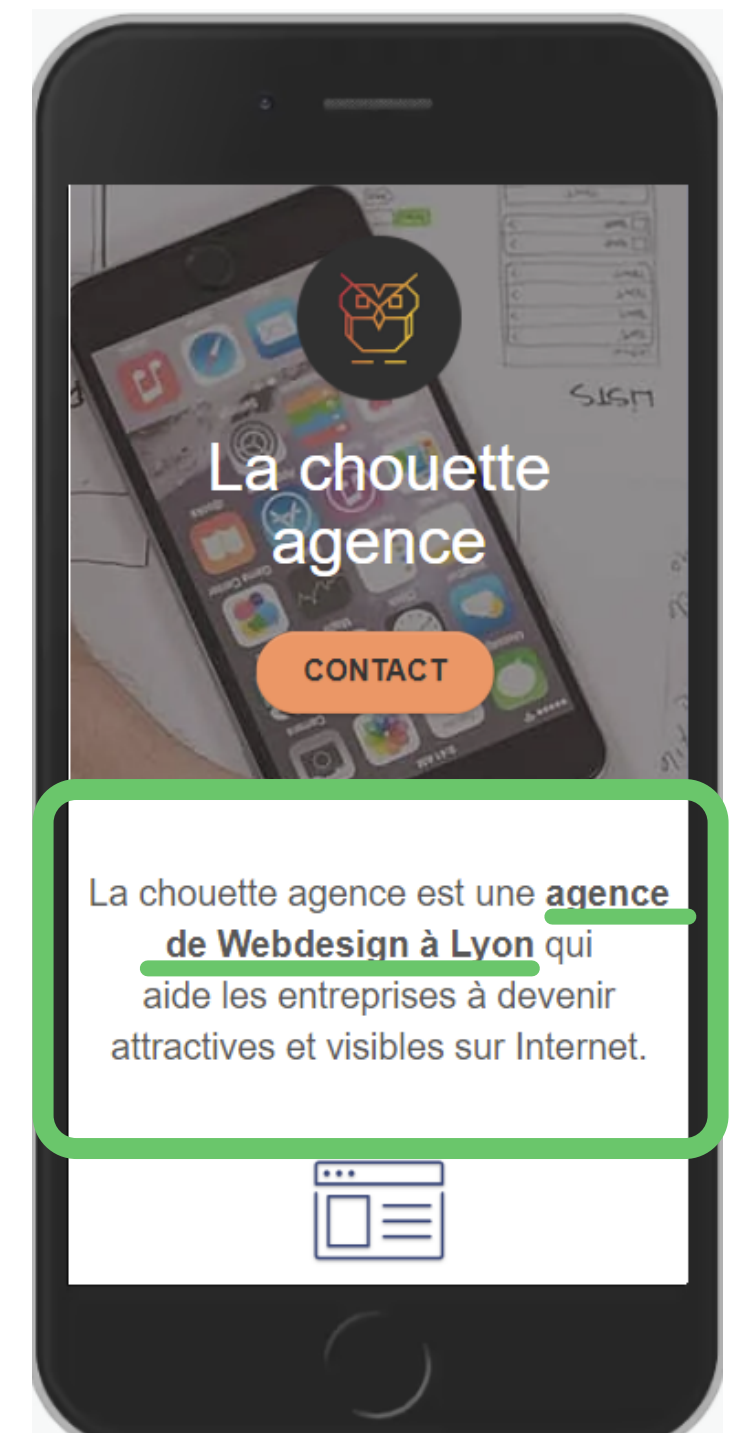 LISTS
La chouette
agence
CONTACT
La chouette agence est une agence
de Webdesign à Lyon qui
aide les entreprises à devenir
attractives et visibles sur Internet.